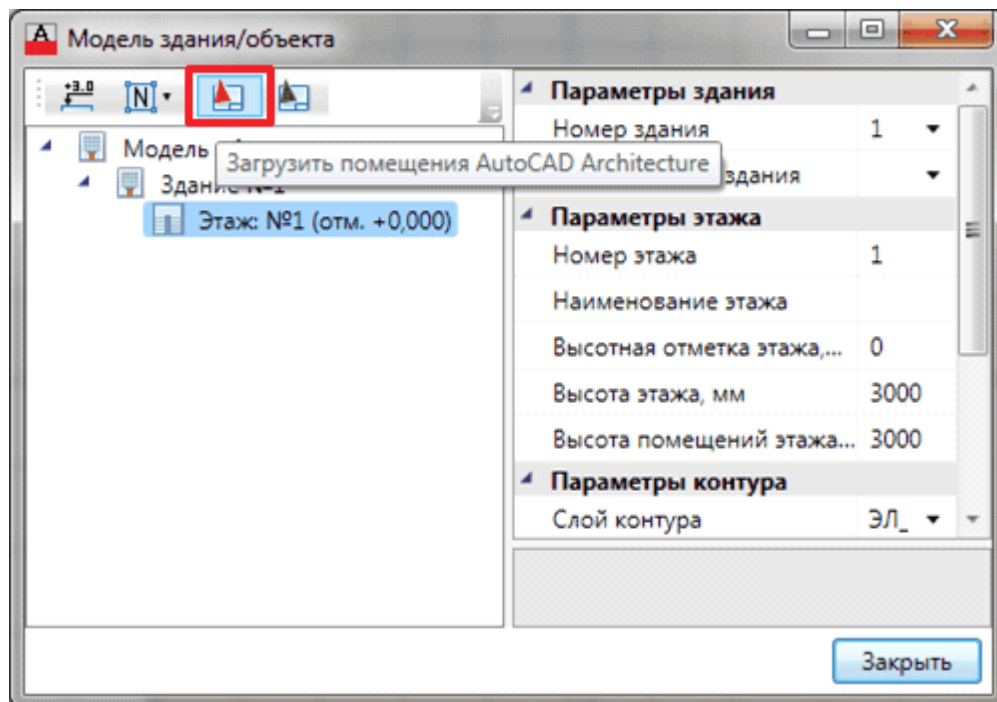 Модель здания/объекта
+3.0
N
Загрузить помещения AutoCAD Architecture
Модель
Здание №1
Этаж: №1 (отм. +0,000)
Параметры здания
Номер здания 1
здания
Параметры этажа
Номер этажа 1
Наименование этажа
Высотная отметка этажа,... 0
Высота этажа, мм 3000
Высота помещений этажа... 3000
Параметры контура
Слой контура ЭЛ_
Закрыть